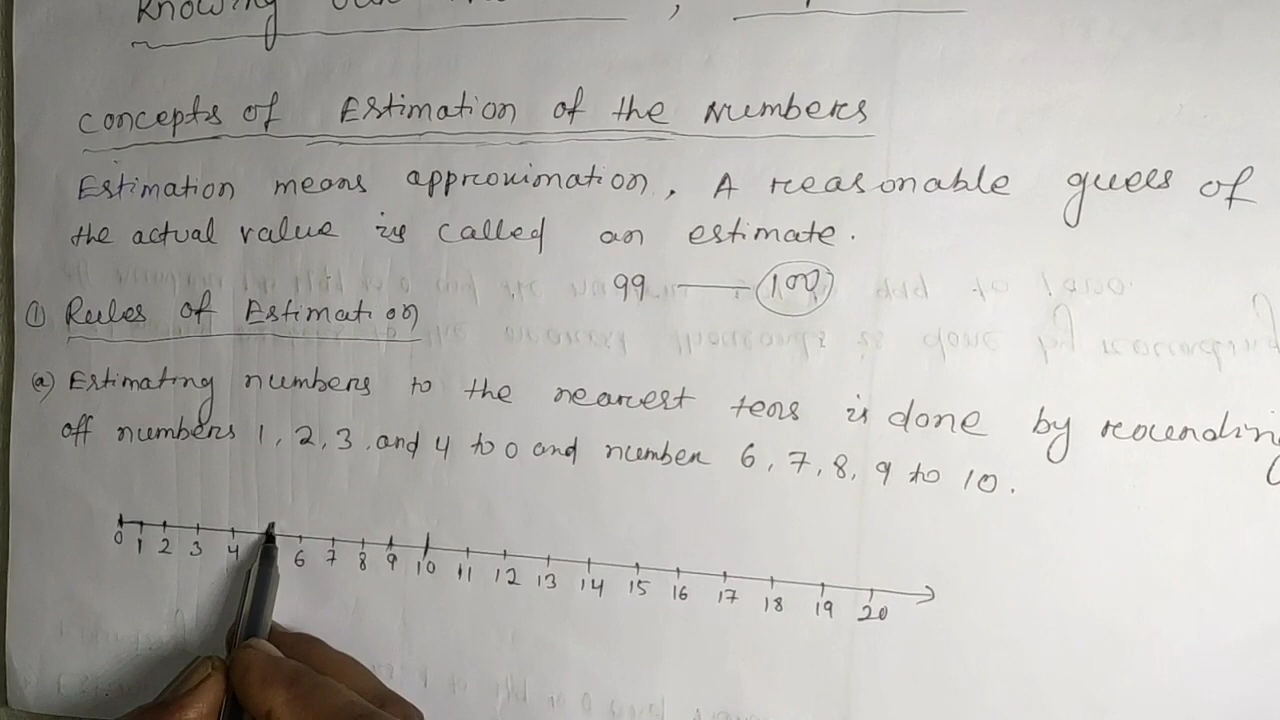 Knowing
Concepts of Estimation of the Numbers
Estimation means approximation, A reasonable guess of
the actual value is called an estimate.
99 — 100
① Rules of Estimation
(a) Estimating numbers to the nearest tens is done by rounding
off numbers 1, 2, 3, and 4 to 0 and number 6, 7, 8, 9 to 10.
0 1 2 3 4 6 7 8 9 10 11 12 13 14 15 16 17 18 19 20